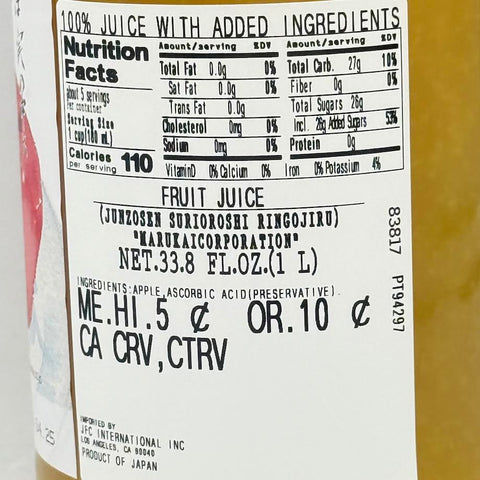 100% JUICE WITH ADDED INGREDIENTS
Nutrition
Facts
about 5 servings
Per container
Serving Size
1 cup(180 mL)
Calories 110
per serving
Amount/serving %DV
Total Fat 0.0g 0%
Sat Fat 0.0g 0%
Trans Fat 0.0g
Cholesterol 0mg 0%
Sodium 0mg 0%
Amount/serving %DV
Total Carb. 27g 10%
Fiber 0g 0%
Total Sugars 26g
Incl. 26g Added Sugars 53%
Protein 0g
VitaminD 0% Calcium 0% Iron 0% Potassium 4%
FRUIT JUICE
(JUNZOSEN SURIOROSHI RINGOJIRU)
"MARUKAICORPORATION"
NET.33.8 FL.OZ.(1 L)
INGREDIENTS:APPLE,ASCORBIC ACID(PRESERVATIVE).
ME.HI.5 ¢ OR.10 ¢
CA CRV,CTRV
IMPORTED BY
JFC INTERNATIONAL INC
LOS ANGELES, CA 90040
PRODUCT OF JAPAN
83817 PT94297
25